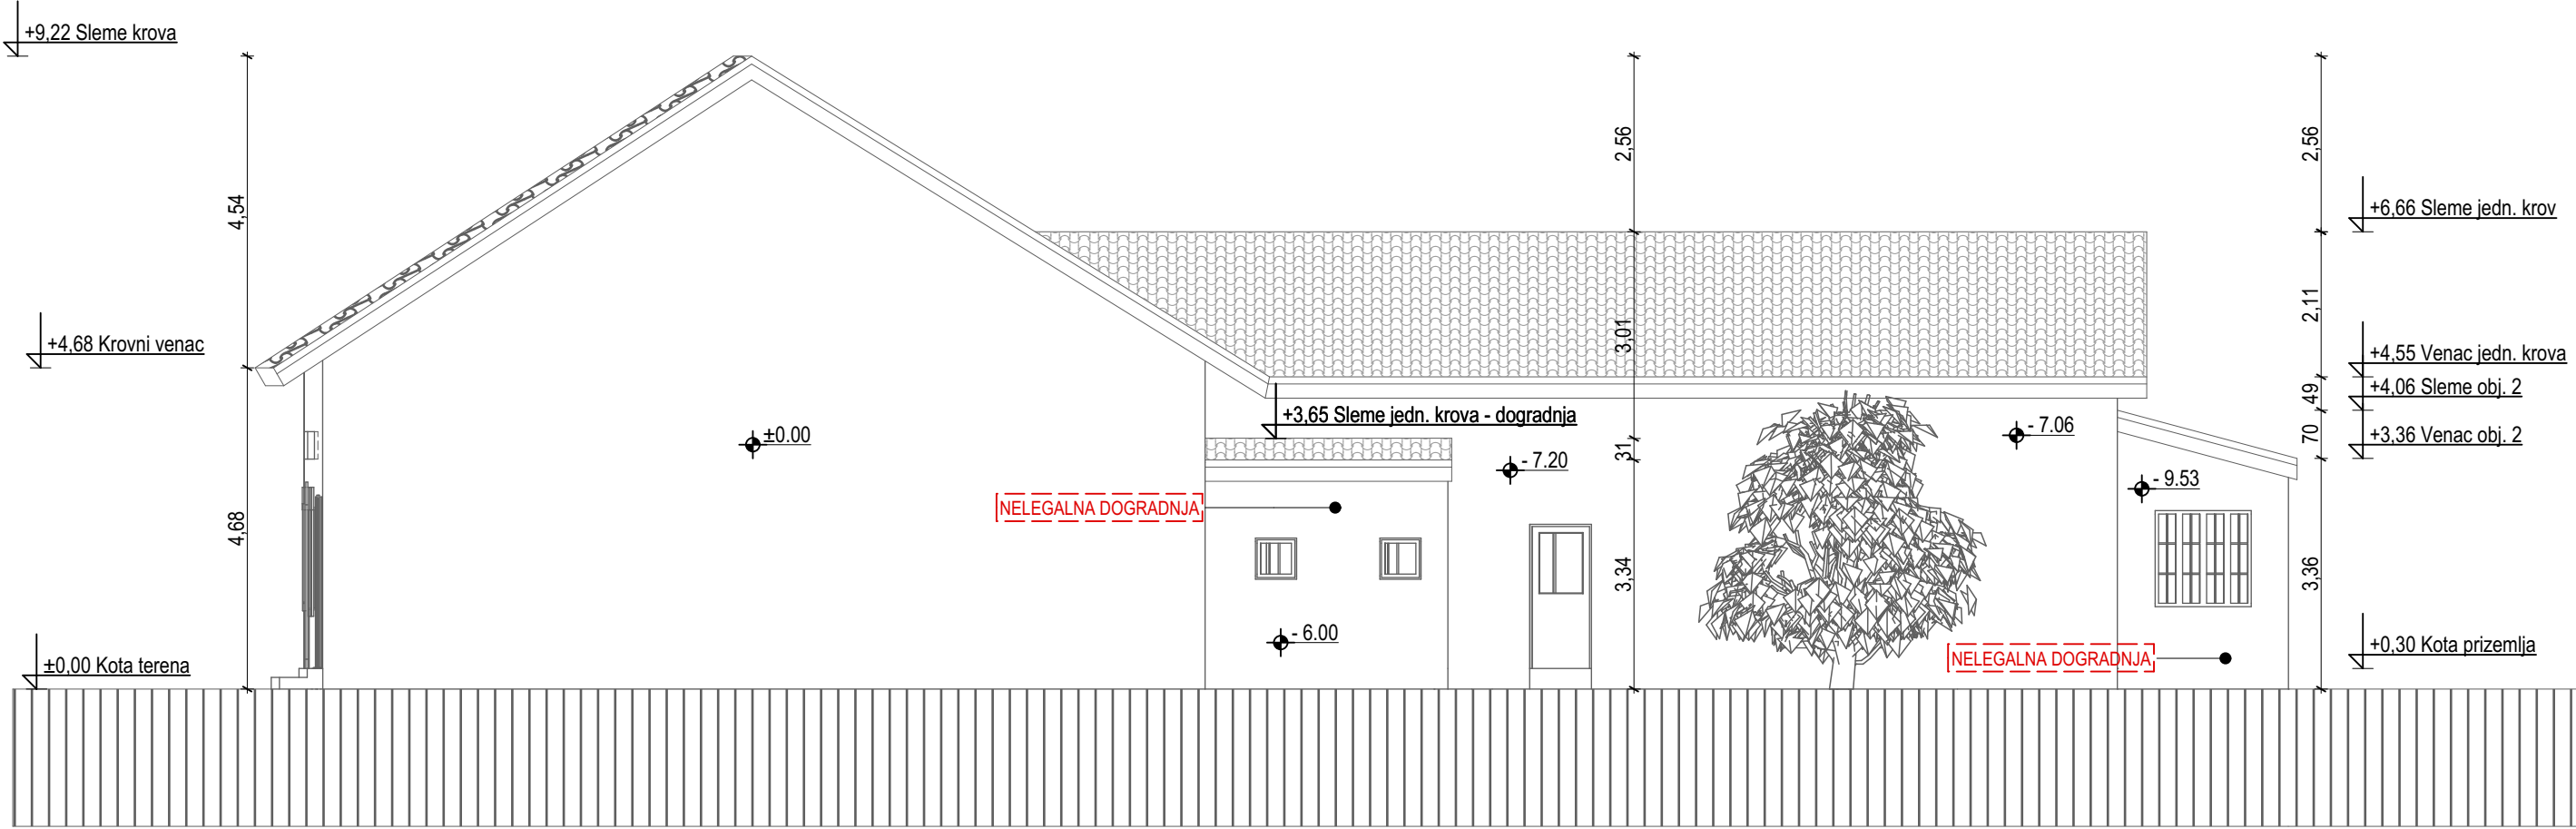 +9,22 Sleme krova
2,56
2,56
4,54
+6,66 Sleme jedn. krov
2,11
3,01
+4,68 Krovni venac
+4,55 Venac jedn. krova
+4,06 Sleme obj. 2
49
+3,65 Sleme jedn. krova - dogradnja
±0.00
- 7.06
70
+3,36 Venac obj. 2
31
- 7.20
- 9.53
NELEGALNA DOGRADNJA
4,68
3,34
3,36
- 6.00
±0,00 Kota terena
NELEGALNA DOGRADNJA
+0,30 Kota prizemlja